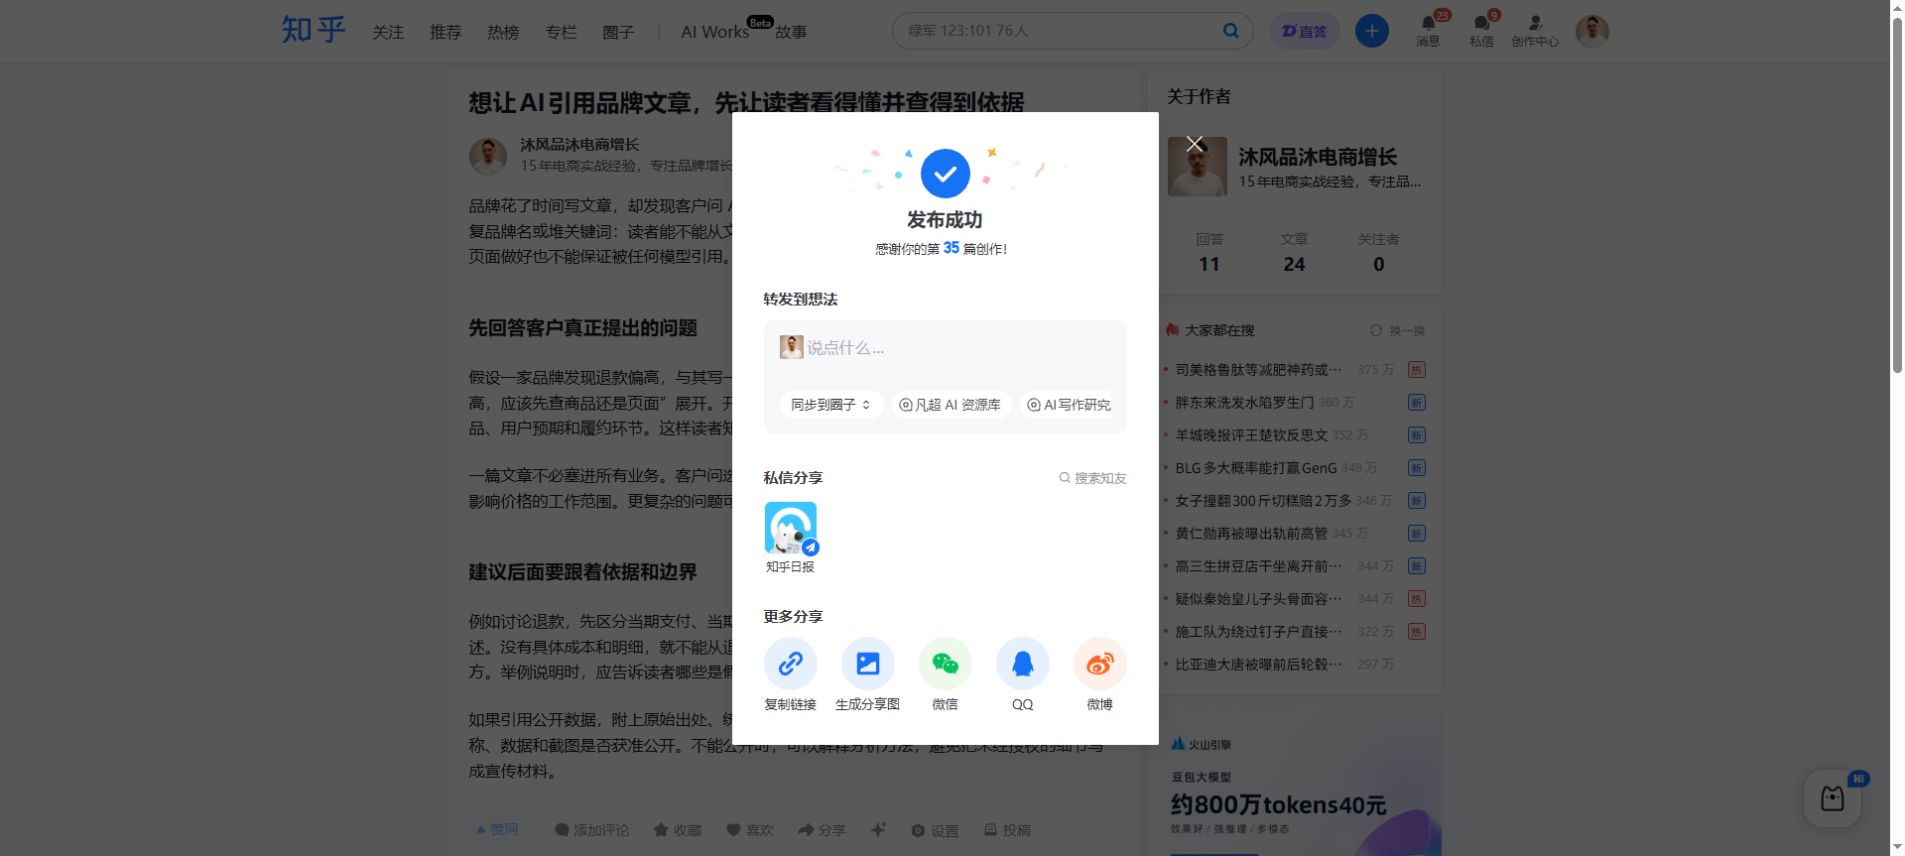 知乎
关注
推荐
热榜
专栏
圈子
AI Works
Beta
故事
绿军 123:101 76人
直答
23
消息
9
私信
创作中心
想让AI引用品牌文章，先让读者看得懂并查得到依据
沐风品沐电商增长
15年电商实战经验，专注品牌增长
品牌花了时间写文章，却发现客户问
复品牌名或堆关键词：读者能不能从文
页面做好也不能保证被任何模型引用。
先回答客户真正提出的问题
假设一家品牌发现退款偏高，与其写一
高，应该先查商品还是页面”展开。开
品、用户预期和履约环节。这样读者知
一篇文章不必塞进所有业务。客户问选
影响价格的工作范围。更复杂的问题可
建议后面要跟着依据和边界
例如讨论退款，先区分当期支付、当期
述。没有具体成本和明细，就不能从退
方。举例说明时，应告诉读者哪些是假
如果引用公开数据，附上原始出处、统
称、数据和截图是否获准公开。不能公开时，可以解释分析方法，避免把未经授权的细节写
成宣传材料。
赞同
添加评论
收藏
喜欢
分享
设置
投稿
发布成功
感谢你的第 35 篇创作！
转发到想法
说点什么...
同步到圈子
凡超 AI 资源库
AI写作研究
私信分享
搜索知友
知乎日报
更多分享
复制链接
生成分享图
微信
QQ
微博
关于作者
沐风品沐电商增长
15年电商实战经验，专注品...
回答
文章
关注者
11
24
0
大家都在搜
换一换
司美格鲁肽等减肥神药或… 375 万 热
胖东来洗发水陷罗生门 360 万 新
羊城晚报评王楚钦反思文 352 万 新
BLG多大概率能打赢GenG 348 万 新
女子撞翻300斤切糕赔2万多 346 万 新
黄仁勋再被曝出轨前高管 345 万 新
高三生拼豆店干坐离开前… 344 万 新
疑似秦始皇儿子头骨面容… 344 万 热
施工队为绕过钉子户直接… 322 万 热
比亚迪大唐被曝前后轮毂… 297 万
火山引擎
豆包大模型
约800万tokens40元
效果好 / 强推理 / 多模态
HI